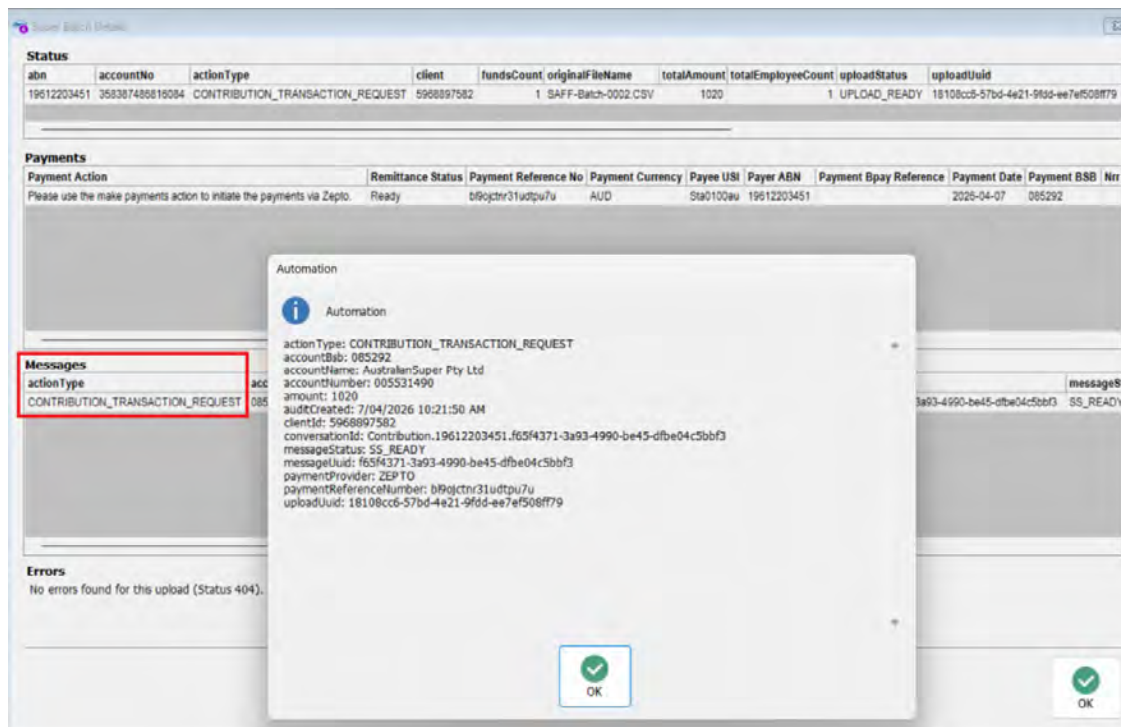 Super Batch Details
Status
abn accountNo actionType client fundsCount originalFileName totalAmount totalEmployeeCount uploadStatus uploadUuid
19612203451 358387486816084 CONTRIBUTION_TRANSACTION_REQUEST 5968897582 1 SAFF-Batch-0002.CSV 1020 1 UPLOAD_READY 18108cc6-57bd-4e21-9fdd-ee7ef508ff79
Payments
Payment Action Remittance Status Payment Reference No Payment Currency Payee USI Payer ABN Payment Bpay Reference Payment Date Payment BSB Nrr
Please use the make payments action to initiate the payments via Zepto. Ready bl9ojctnr31udtpu7u AUD Sta0100au 19612203451 2026-04-07 085292
Automation
Automation
actionType: CONTRIBUTION_TRANSACTION_REQUEST
accountBsb: 085292
accountName: AustralianSuper Pty Ltd
accountNumber: 005531490
amount: 1020
auditCreated: 7/04/2026 10:21:50 AM
clientId: 5968897582
conversationId: Contribution.19612203451.f65f4371-3a93-4990-be45-dfbe04c5bbf3
messageStatus: SS_READY
messageUuid: f65f4371-3a93-4990-be45-dfbe04c5bbf3
paymentProvider: ZEPTO
paymentReferenceNumber: bl9ojctnr31udtpu7u
uploadUuid: 18108cc6-57bd-4e21-9fdd-ee7ef508ff79
OK
Messages
actionType acc messageS
CONTRIBUTION_TRANSACTION_REQUEST 085 3a93-4990-be45-dfbe04c5bbf3 SS_READY
Errors
No errors found for this upload (Status 404).
OK